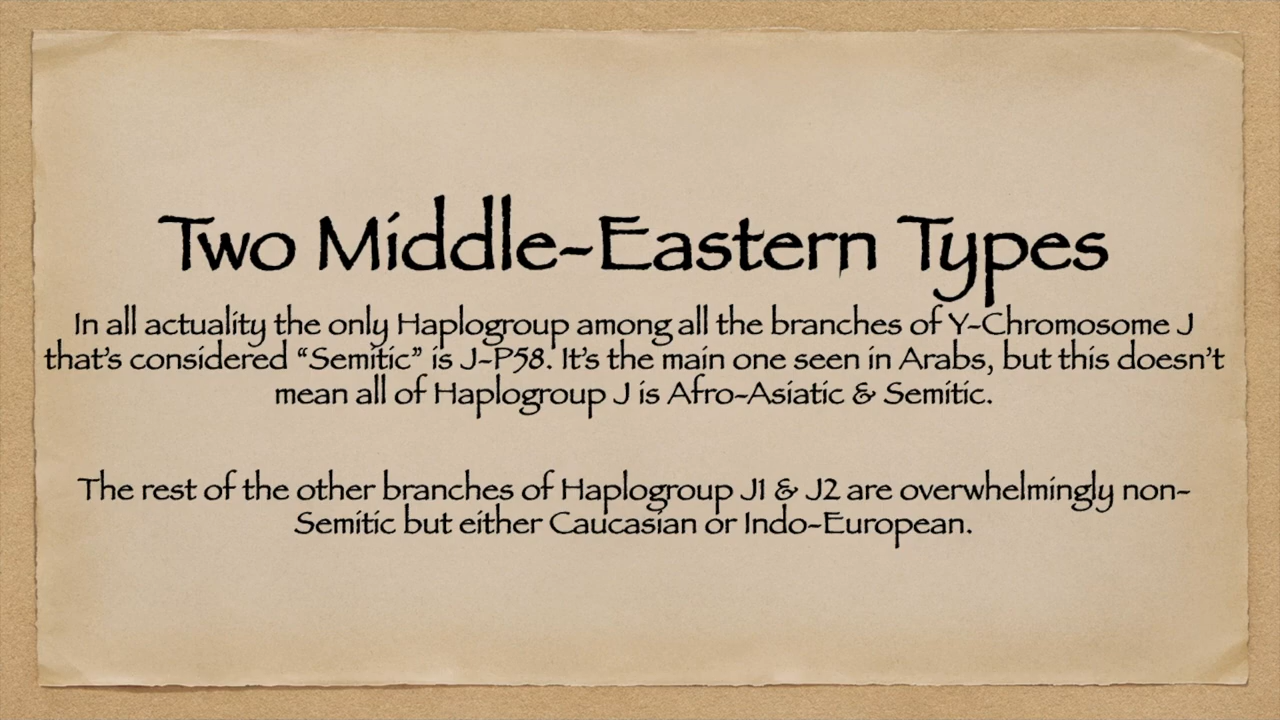 Two Middle-Eastern Types
In all actuality the only Haplogroup among all the branches of Y-Chromosome J
that’s considered “Semitic” is J-P58. It’s the main one seen in Arabs, but this doesn’t
mean all of Haplogroup J is Afro-Asiatic & Semitic.
The rest of the other branches of Haplogroup J1 & J2 are overwhelmingly non-
Semitic but either Caucasian or Indo-European.